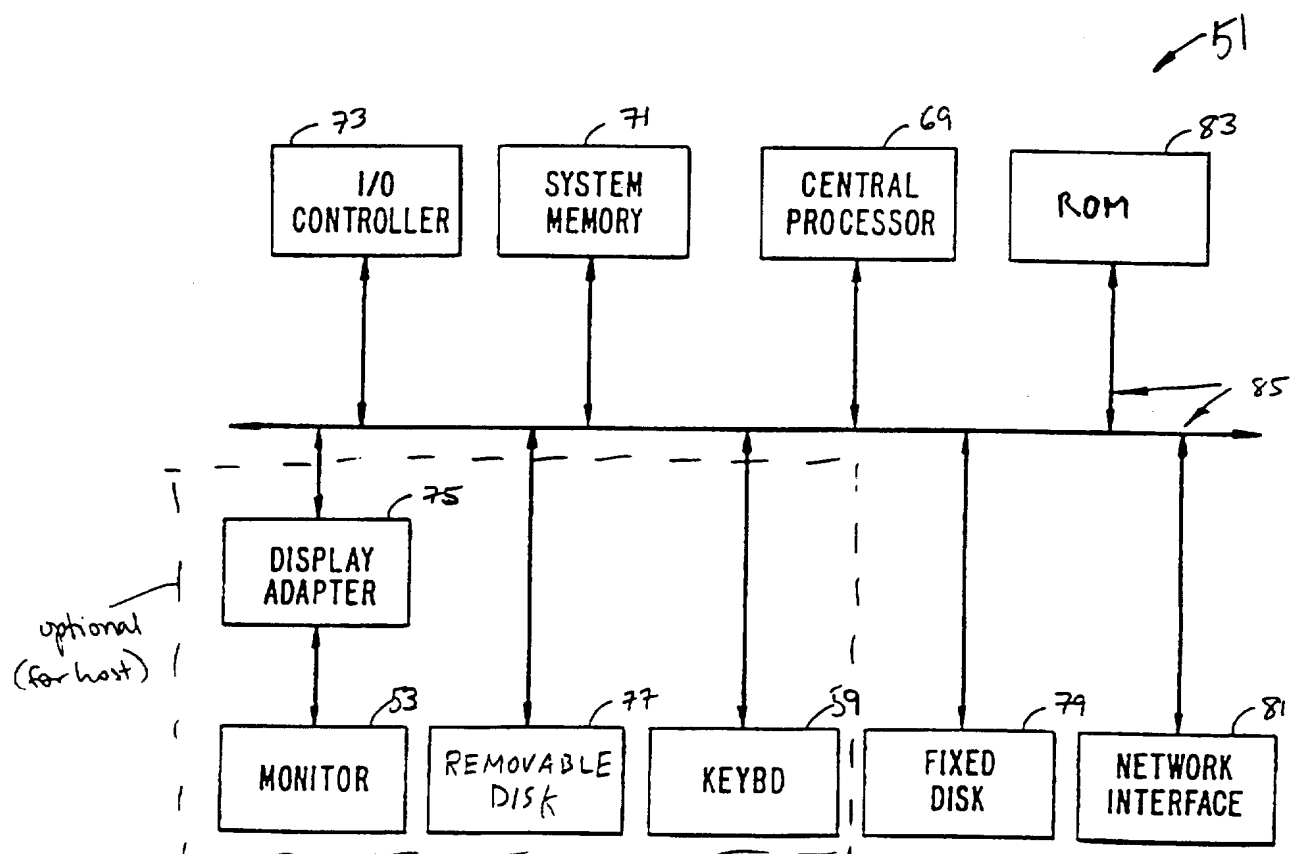 51
73
71
69
83
I/O
CONTROLLER
SYSTEM
MEMORY
CENTRAL
PROCESSOR
ROM
85
75
DISPLAY
ADAPTER
optional
(for host)
53
77
59
79
81
MONITOR
REMOVABLE
DISK
KEYBD
FIXED
DISK
NETWORK
INTERFACE